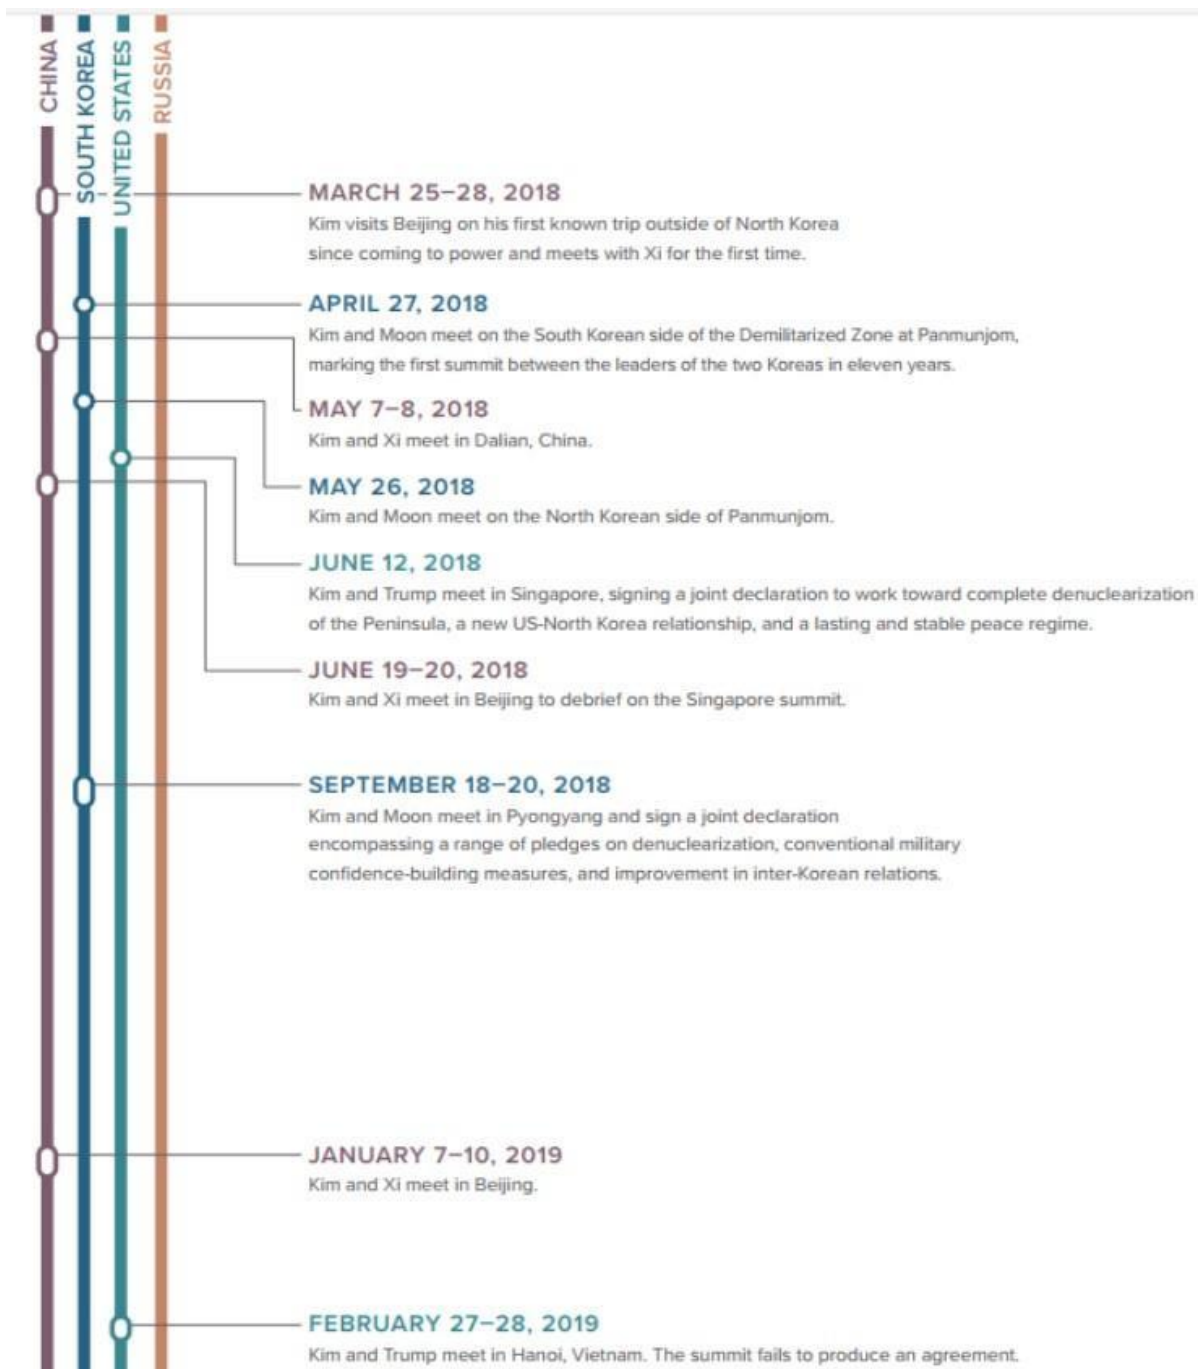 CHINA
SOUTH KOREA
UNITED STATES
RUSSIA
MARCH 25–28, 2018
Kim visits Beijing on his first known trip outside of North Korea
since coming to power and meets with Xi for the first time.
APRIL 27, 2018
Kim and Moon meet on the South Korean side of the Demilitarized Zone at Panmunjom,
marking the first summit between the leaders of the two Koreas in eleven years.
MAY 7–8, 2018
Kim and Xi meet in Dalian, China.
MAY 26, 2018
Kim and Moon meet on the North Korean side of Panmunjom.
JUNE 12, 2018
Kim and Trump meet in Singapore, signing a joint declaration to work toward complete denuclearization
of the Peninsula, a new US-North Korea relationship, and a lasting and stable peace regime.
JUNE 19–20, 2018
Kim and Xi meet in Beijing to debrief on the Singapore summit.
SEPTEMBER 18–20, 2018
Kim and Moon meet in Pyongyang and sign a joint declaration
encompassing a range of pledges on denuclearization, conventional military
confidence-building measures, and improvement in inter-Korean relations.
JANUARY 7–10, 2019
Kim and Xi meet in Beijing.
FEBRUARY 27–28, 2019
Kim and Trump meet in Hanoi, Vietnam. The summit fails to produce an agreement.